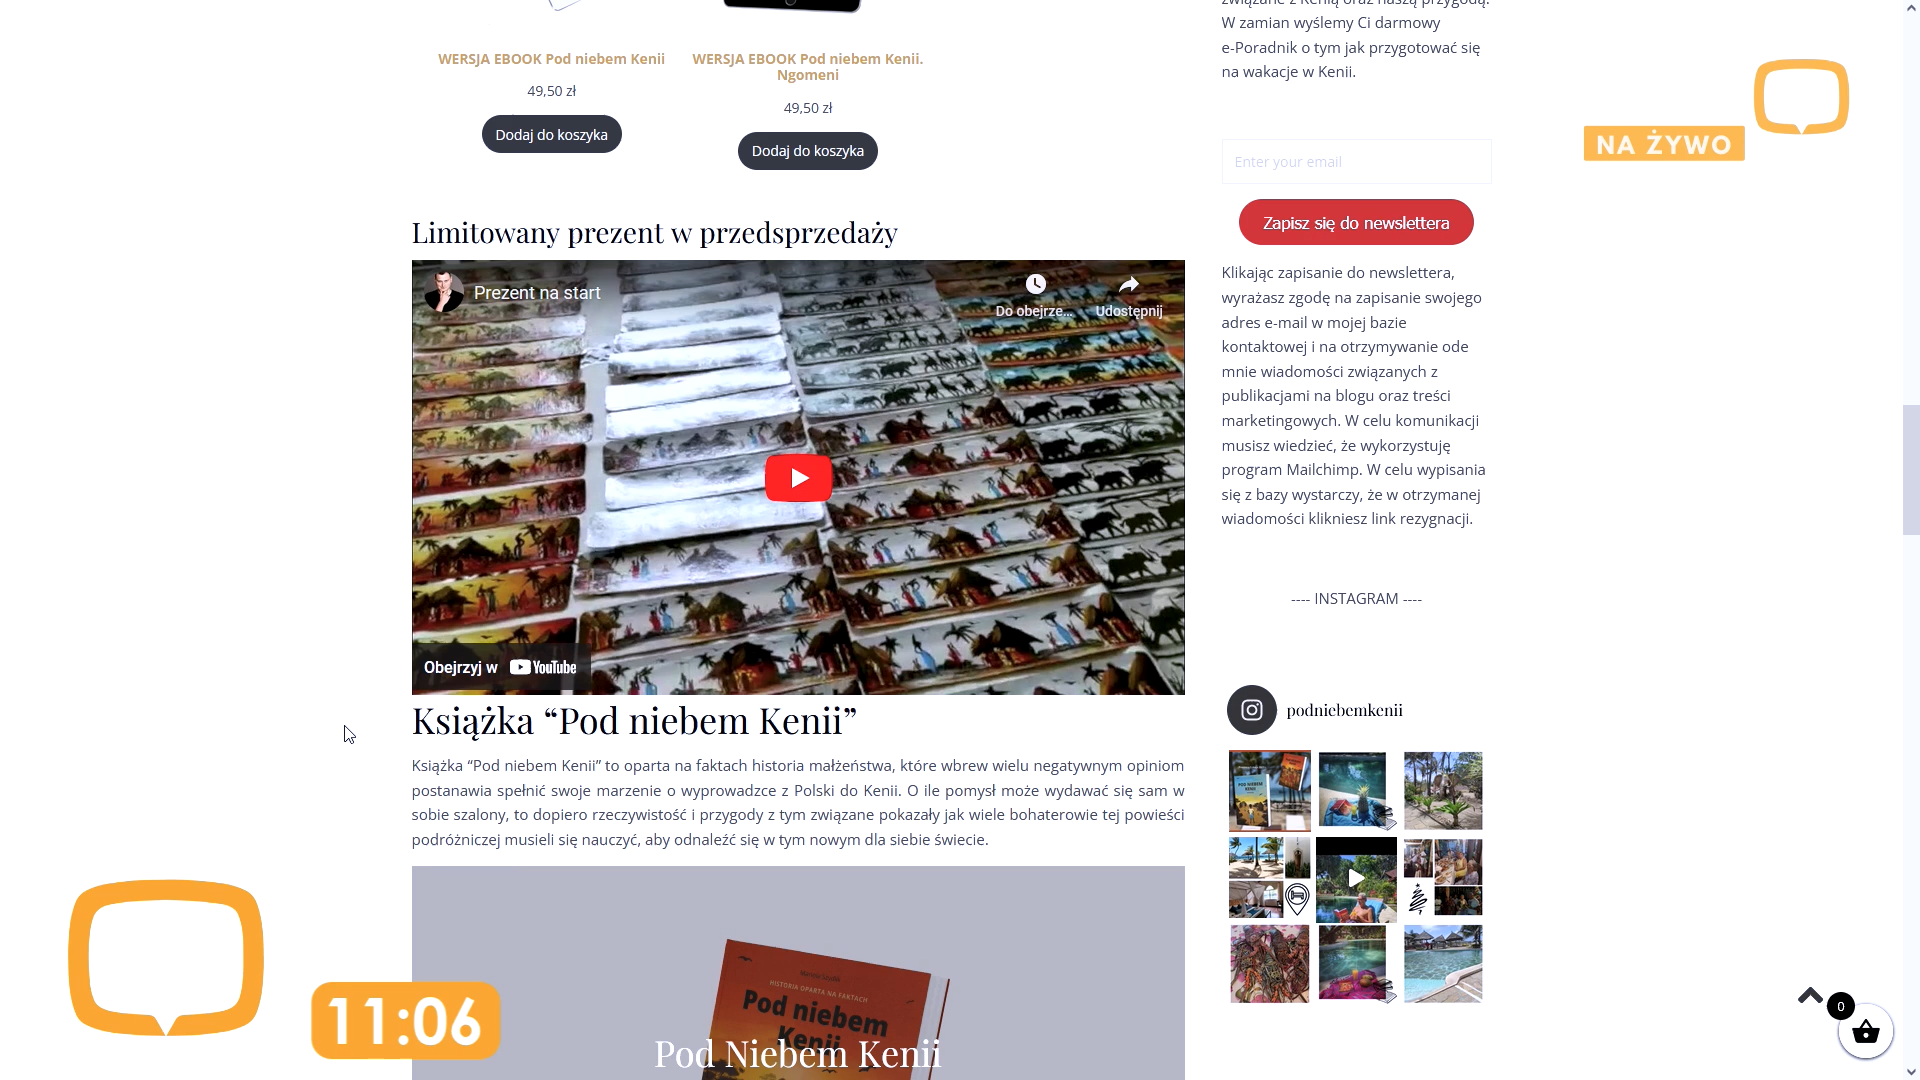 związane z Kenią oraz naszą przygodą.
W zamian wyślemy Ci darmowy
e-Poradnik o tym jak przygotować się
na wakacje w Kenii.
WERSJA EBOOK Pod niebem Kenii
49,50 zł
Dodaj do koszyka
WERSJA EBOOK Pod niebem Kenii.
Ngomeni
49,50 zł
Dodaj do koszyka
NA ŻYWO
Enter your email
Zapisz się do newslettera
Limitowany prezent w przedsprzedaży
Prezent na start
Do obejrze...
Udostępnij
Obejrzyj w YouTube
Klikając zapisanie do newslettera,
wyrażasz zgodę na zapisanie swojego
adres e-mail w mojej bazie
kontaktowej i na otrzymywanie ode
mnie wiadomości związanych z
publikacjami na blogu oraz treści
marketingowych. W celu komunikacji
musisz wiedzieć, że wykorzystuję
program Mailchimp. W celu wypisania
się z bazy wystarczy, że w otrzymanej
wiadomości klikniesz link rezygnacji.
---- INSTAGRAM ----
podniebemkenii
Książka “Pod niebem Kenii”
Książka “Pod niebem Kenii” to oparta na faktach historia małżeństwa, które wbrew wielu negatywnym opiniom
postanawia spełnić swoje marzenie o wyprowadzce z Polski do Kenii. O ile pomysł może wydawać się sam w
sobie szalony, to dopiero rzeczywistość i przygody z tym związane pokazały jak wiele bohaterowie tej powieści
podróżniczej musieli się nauczyć, aby odnaleźć się w tym nowym dla siebie świecie.
HISTORIA OPARTA NA FAKTACH
Pod niebem
Kenii
Pod Niebem Kenii
11:06
0